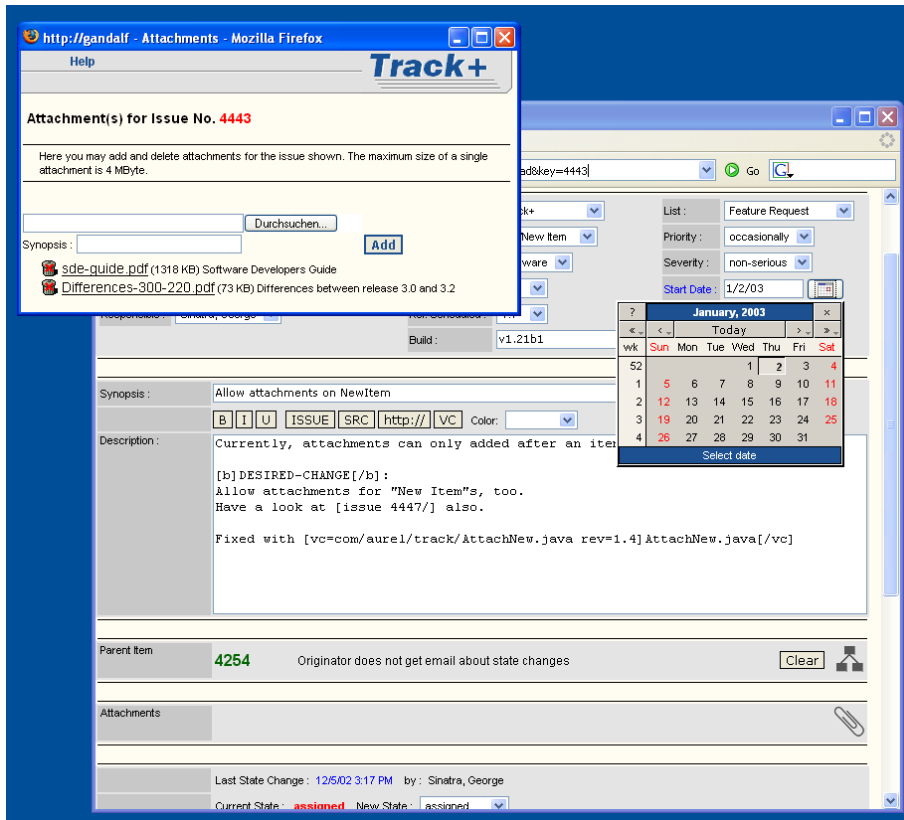 http://gandalf - Attachments - Mozilla Firefox
Help
Track+
Attachment(s) for Issue No. 4443
Here you may add and delete attachments for the issue shown. The maximum size of a single
attachment is 4 MByte.
Durchsuchen...
Synopsis :
Add
sde-guide.pdf (1318 KB) Software Developers Guide
Differences-300-220.pdf (73 KB) Differences between release 3.0 and 3.2
ad&key=4443
Go
G
List : Feature Request
New Item Priority : occasionally
Severity : non-serious
Start Date : 1/2/03
Build : v1.21b1
? January, 2003 ×
« ‹ Today › »
wk Sun Mon Tue Wed Thu Fri Sat
52 1 2 3 4
1 5 6 7 8 9 10 11
2 12 13 14 15 16 17 18
3 19 20 21 22 23 24 25
4 26 27 28 29 30 31
Select date
Synopsis : Allow attachments on NewItem
B I U ISSUE SRC http:// VC Color:
Description : Currently, attachments can only added after an
[b]DESIRED-CHANGE[/b]:
Allow attachments for "New Item"s, too.
Have a look at [issue 4447/] also.
Fixed with [vc=com/aurel/track/AttachNew.java rev=1.4]AttachNew.java[/vc]
Parent Item 4254 Originator does not get email about state changes Clear
Attachments
Last State Change : 12/5/02 3:17 PM by : Sinatra, George
Current State : assigned New State : assigned